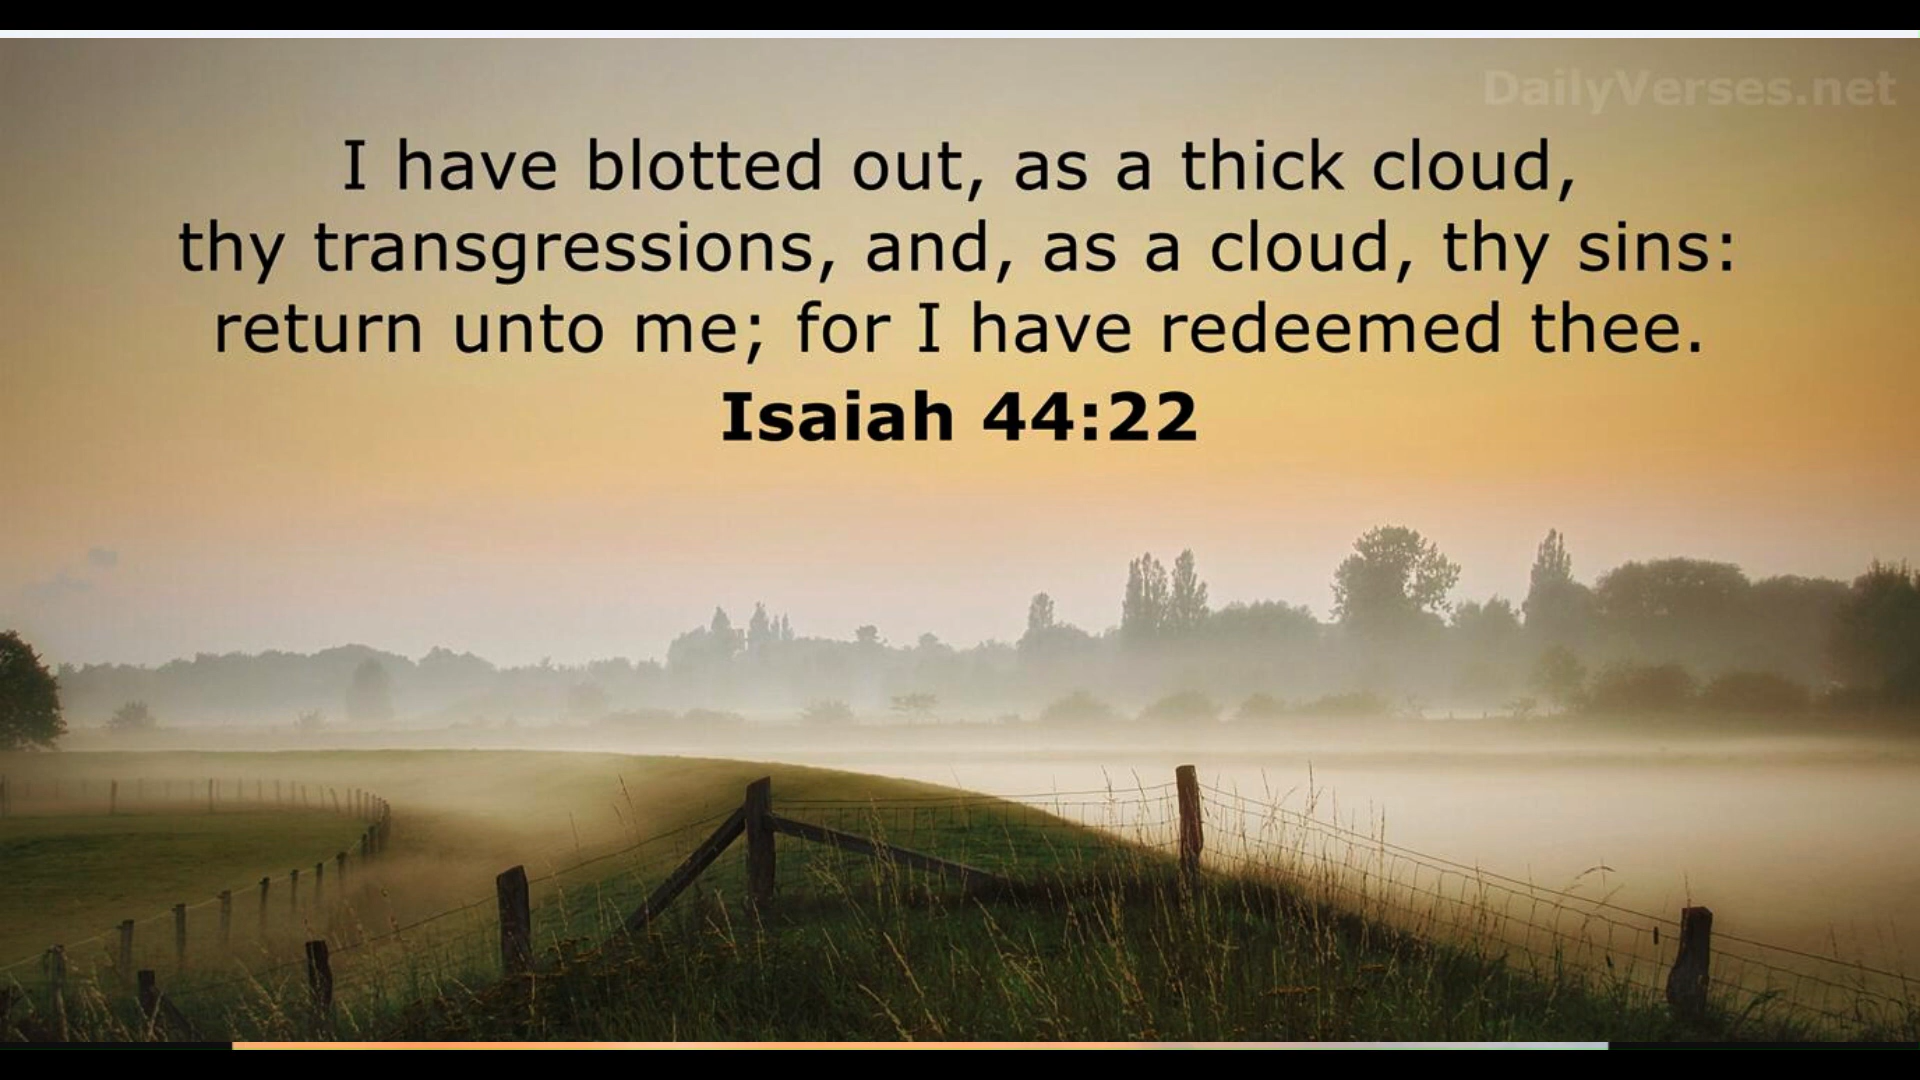 DailyVerses.net
I have blotted out, as a thick cloud,
thy transgressions, and, as a cloud, thy sins:
return unto me; for I have redeemed thee.
Isaiah 44:22